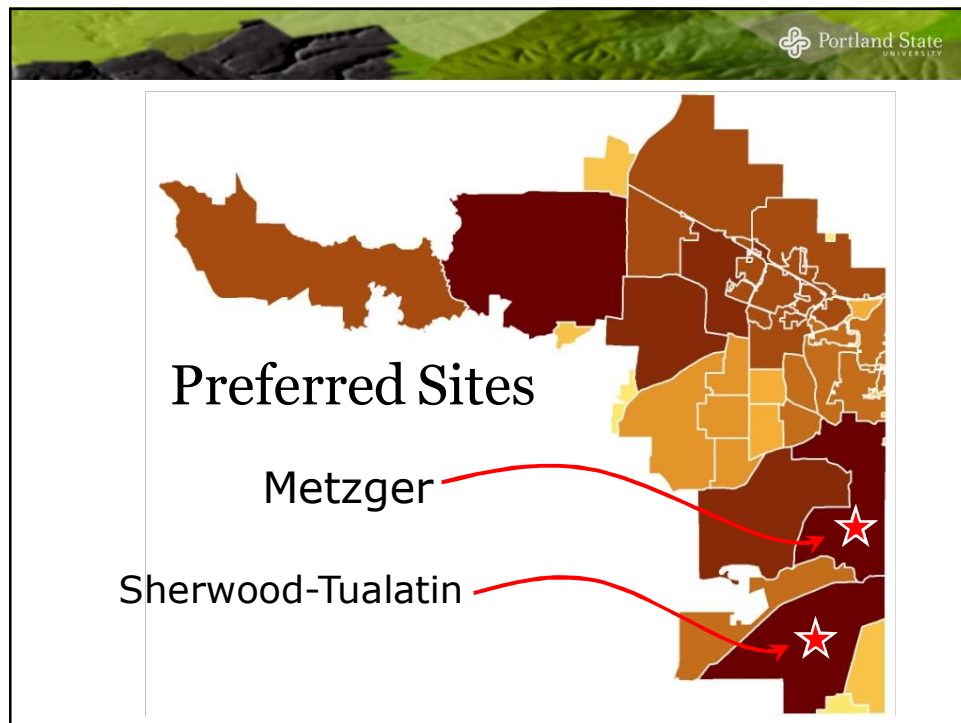 Portland State
UNIVERSITY
Preferred Sites
Metzger
Sherwood-Tualatin